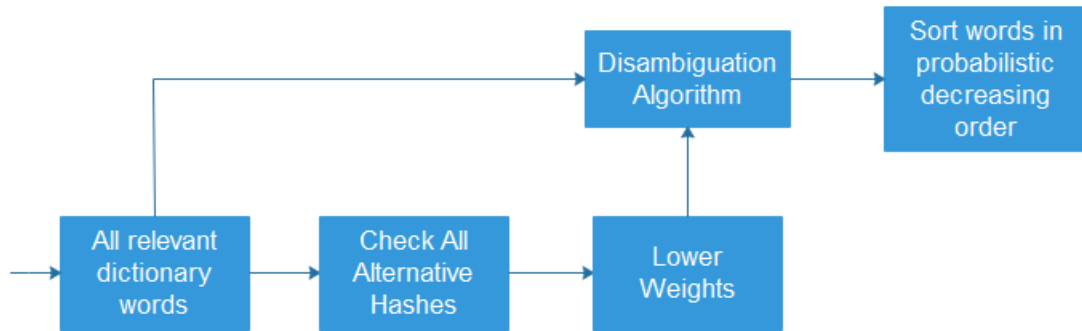 Disambiguation
Algorithm
Sort words in
probabilistic
decreasing
order
All relevant
dictionary
words
Check All
Alternative
Hashes
Lower
Weights